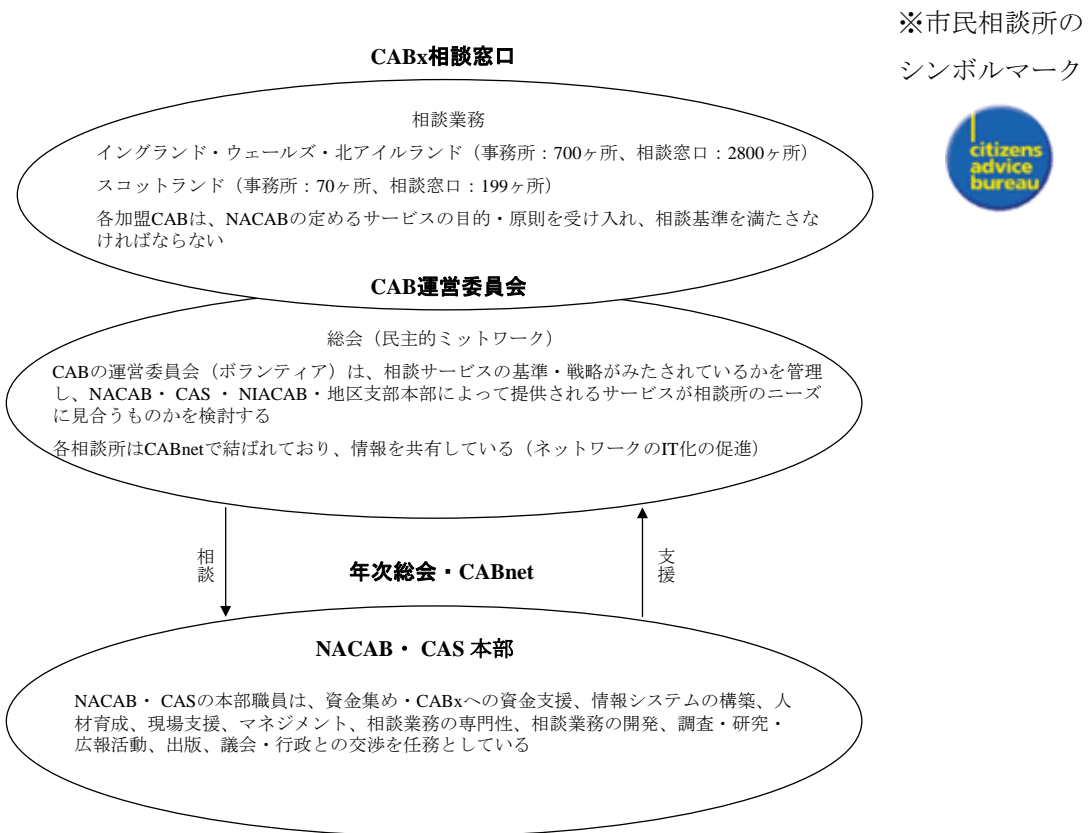 ※市民相談所の
シンボルマーク
citizens
advice
bureau
CABx相談窓口
相談業務
イングランド・ウェールズ・北アイルランド（事務所：700ヶ所、相談窓口：2800ヶ所）
スコットランド（事務所：70ヶ所、相談窓口：199ヶ所）
各加盟CABは、NACABの定めるサービスの目的・原則を受け入れ、相談基準を満たさな
ければならない
CAB運営委員会
総会（民主的ミットワーク）
CABの運営委員会（ボランティア）は、相談サービスの基準・戦略がみたされているかを管理
し、NACAB・ CAS ・ NIACAB・地区支部本部によって提供されるサービスが相談所のニーズ
に見合うものかを検討する
各相談所はCABnetで結ばれており、情報を共有している（ネットワークのIT化の促進）
相談
年次総会・CABnet
支援
NACAB・ CAS 本部
NACAB・ CASの本部職員は、資金集め・CABxへの資金支援、情報システムの構築、人
材育成、現場支援、マネジメント、相談業務の専門性、相談業務の開発、調査・研究・
広報活動、出版、議会・行政との交渉を任務としている